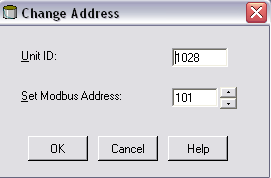 Change Address
Unit ID: 1028
Set Modbus Address: 101
OK Cancel Help